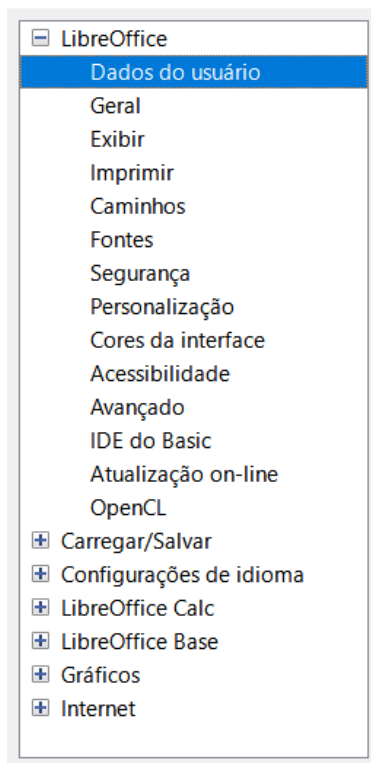 LibreOffice
Dados do usuário
Geral
Exibir
Imprimir
Caminhos
Fontes
Segurança
Personalização
Cores da interface
Acessibilidade
Avançado
IDE do Basic
Atualização on-line
OpenCL
Carregar/Salvar
Configurações de idioma
LibreOffice Calc
LibreOffice Base
Gráficos
Internet